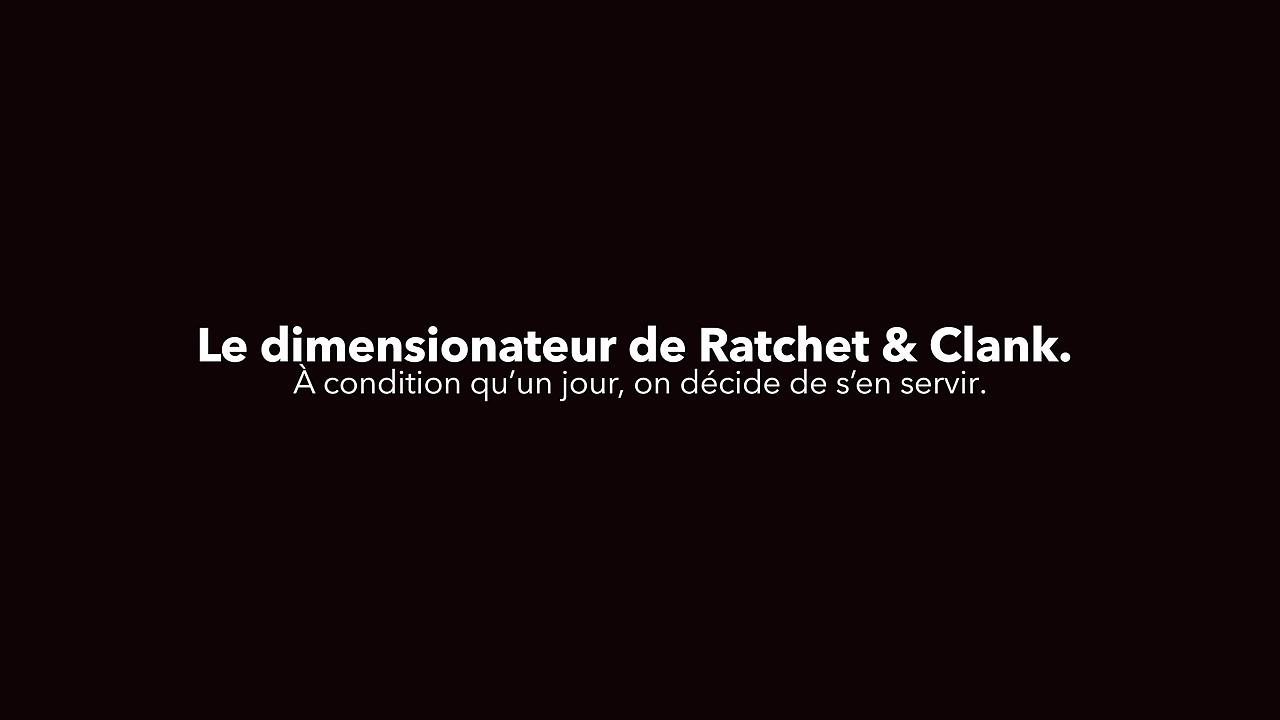 Le dimensionateur de Ratchet & Clank.
À condition qu’un jour, on décide de s’en servir.